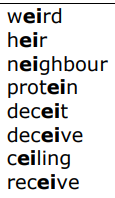 weird
heir
neighbour
protein
deceit
deceive
ceiling
receive